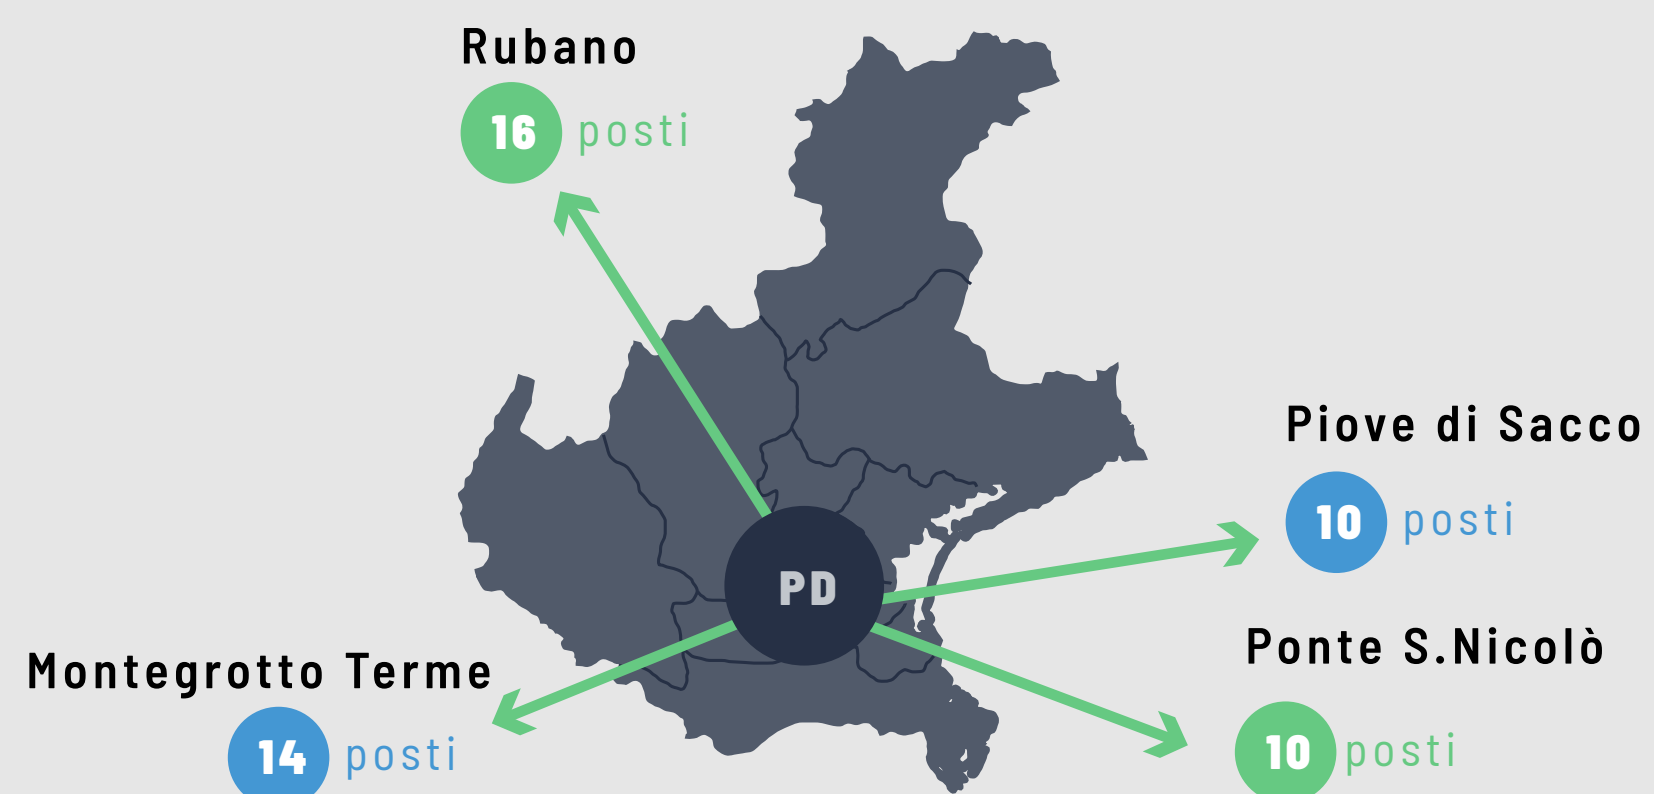 Rubano
16 posti
Piove di Sacco
10 posti
PD
Ponte S.Nicolò
10 posti
Montegrotto Terme
14 posti